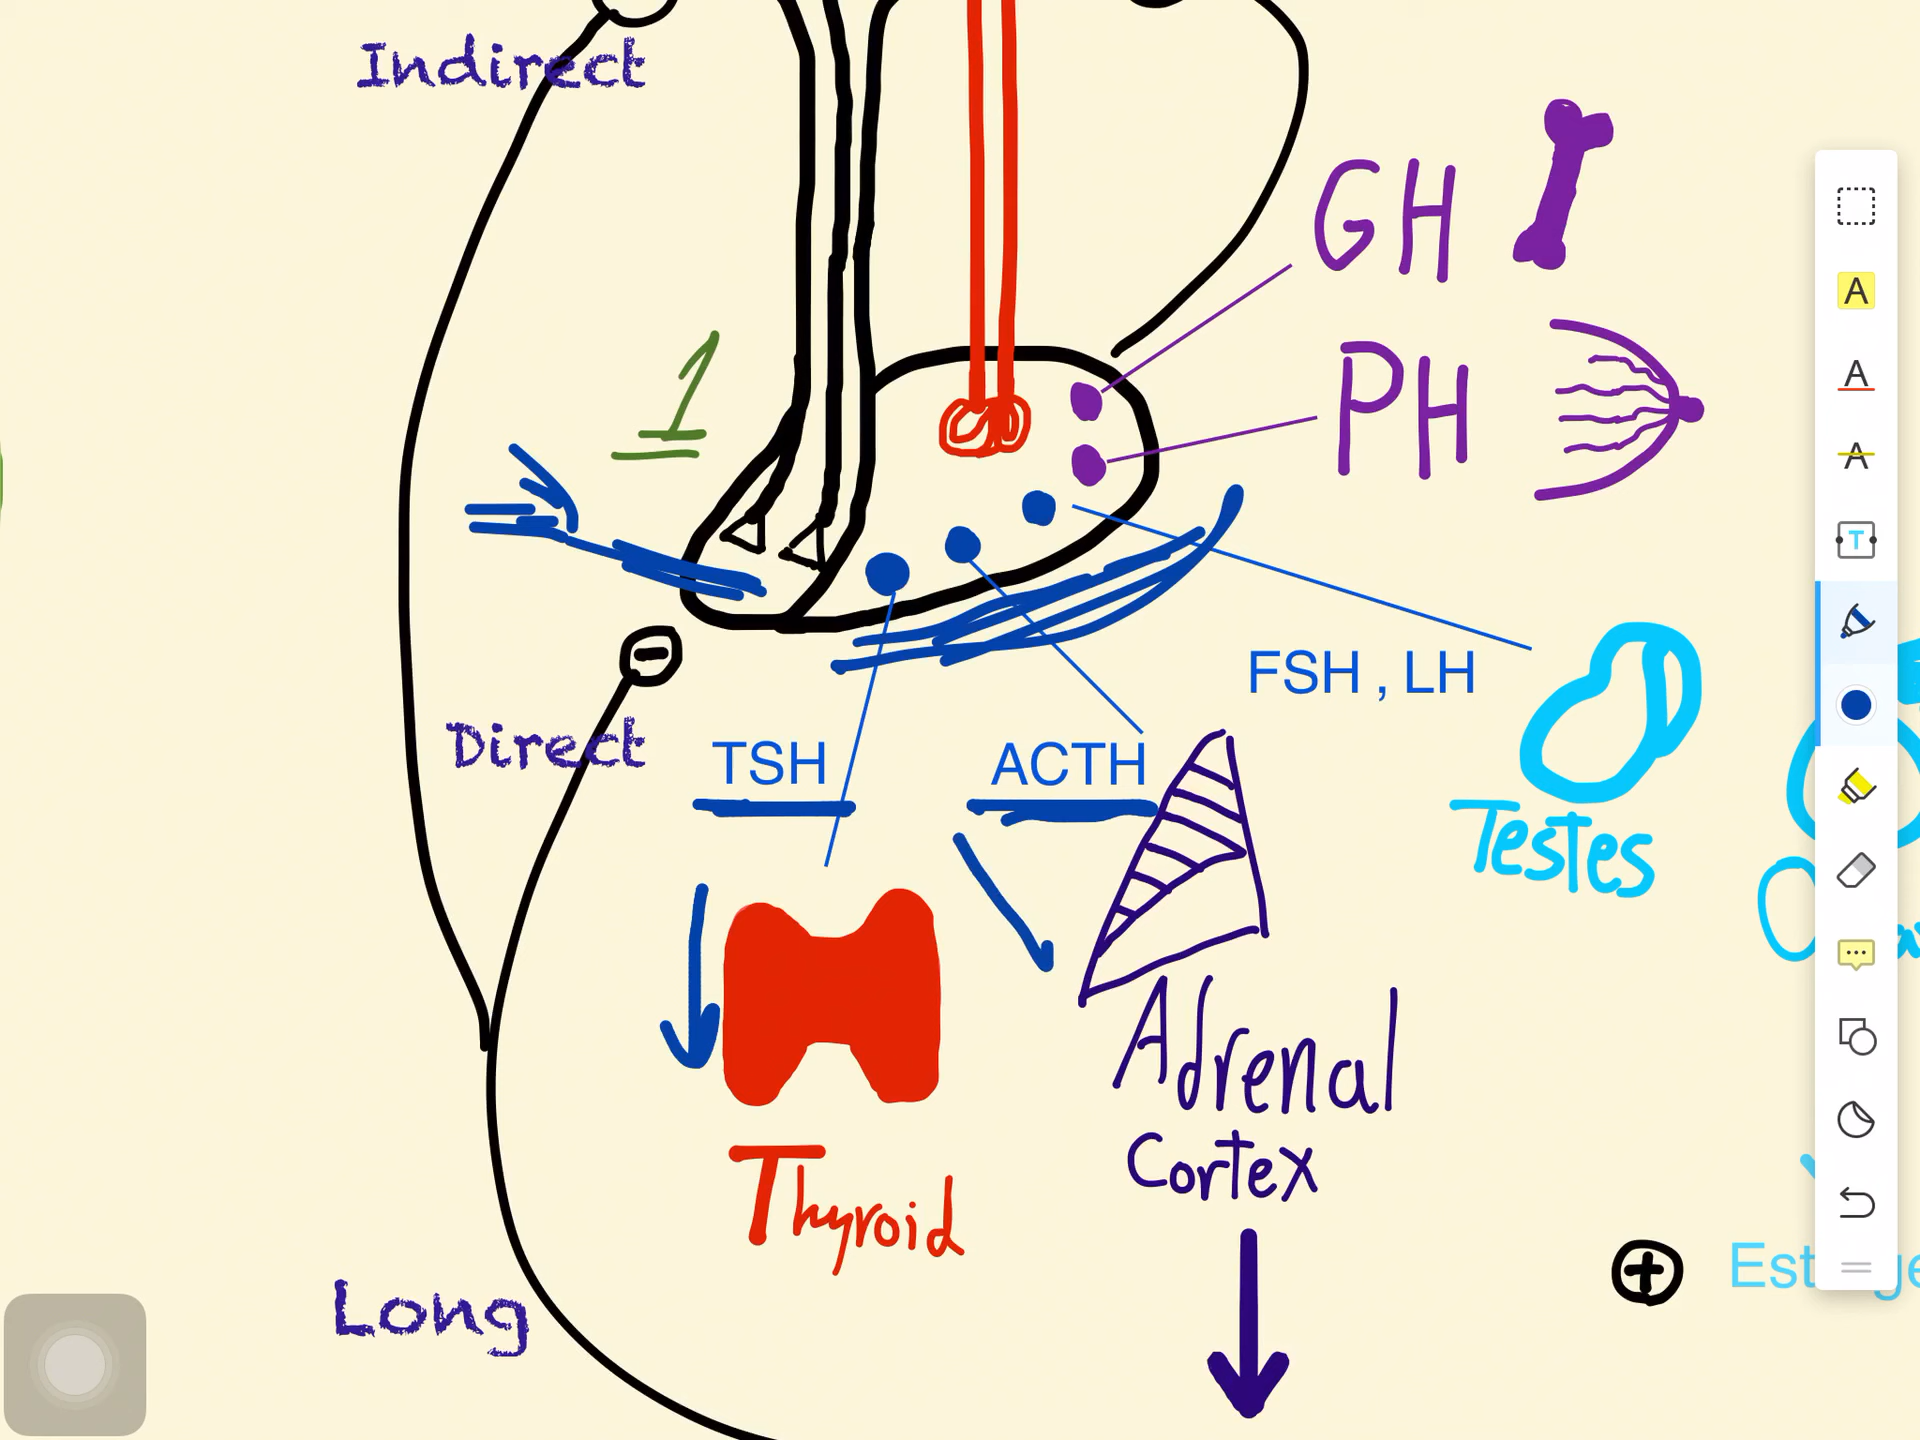 Indirect
GH
1
PH
FSH , LH
Direct
TSH
ACTH
Testes
Adrenal
Cortex
Thyroid
Long